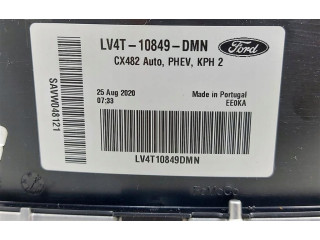 LV4T-10849-DMN
Ford
CX482 Auto, PHEV, KPH 2
SAVW048121
25 Aug 2020
07:33
Made in Portugal
EE0KA
LV4T10849DMN